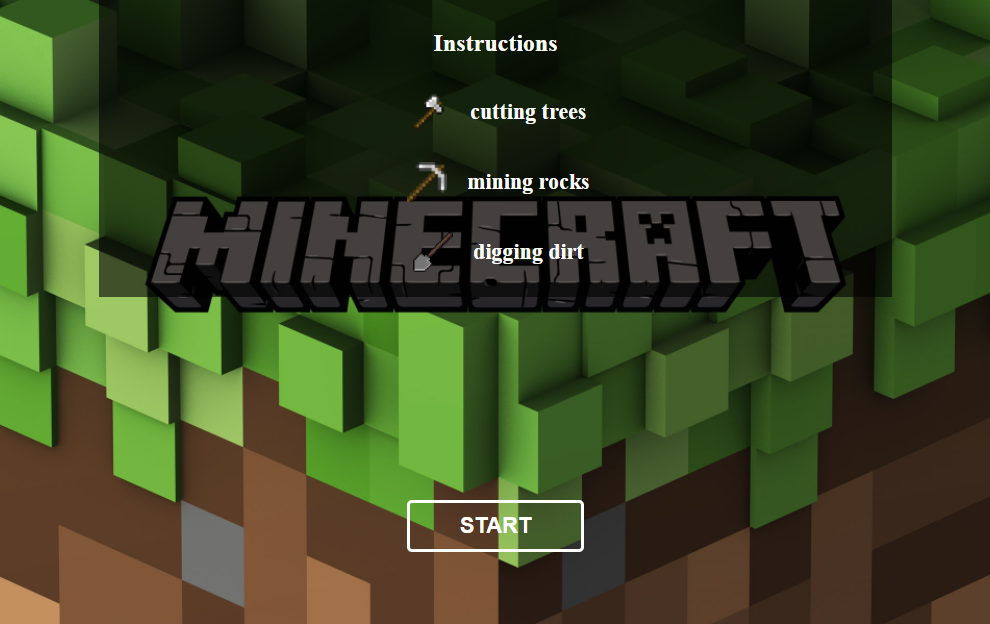 Instructions
cutting trees
mining rocks
MINECRAFT
digging dirt
START